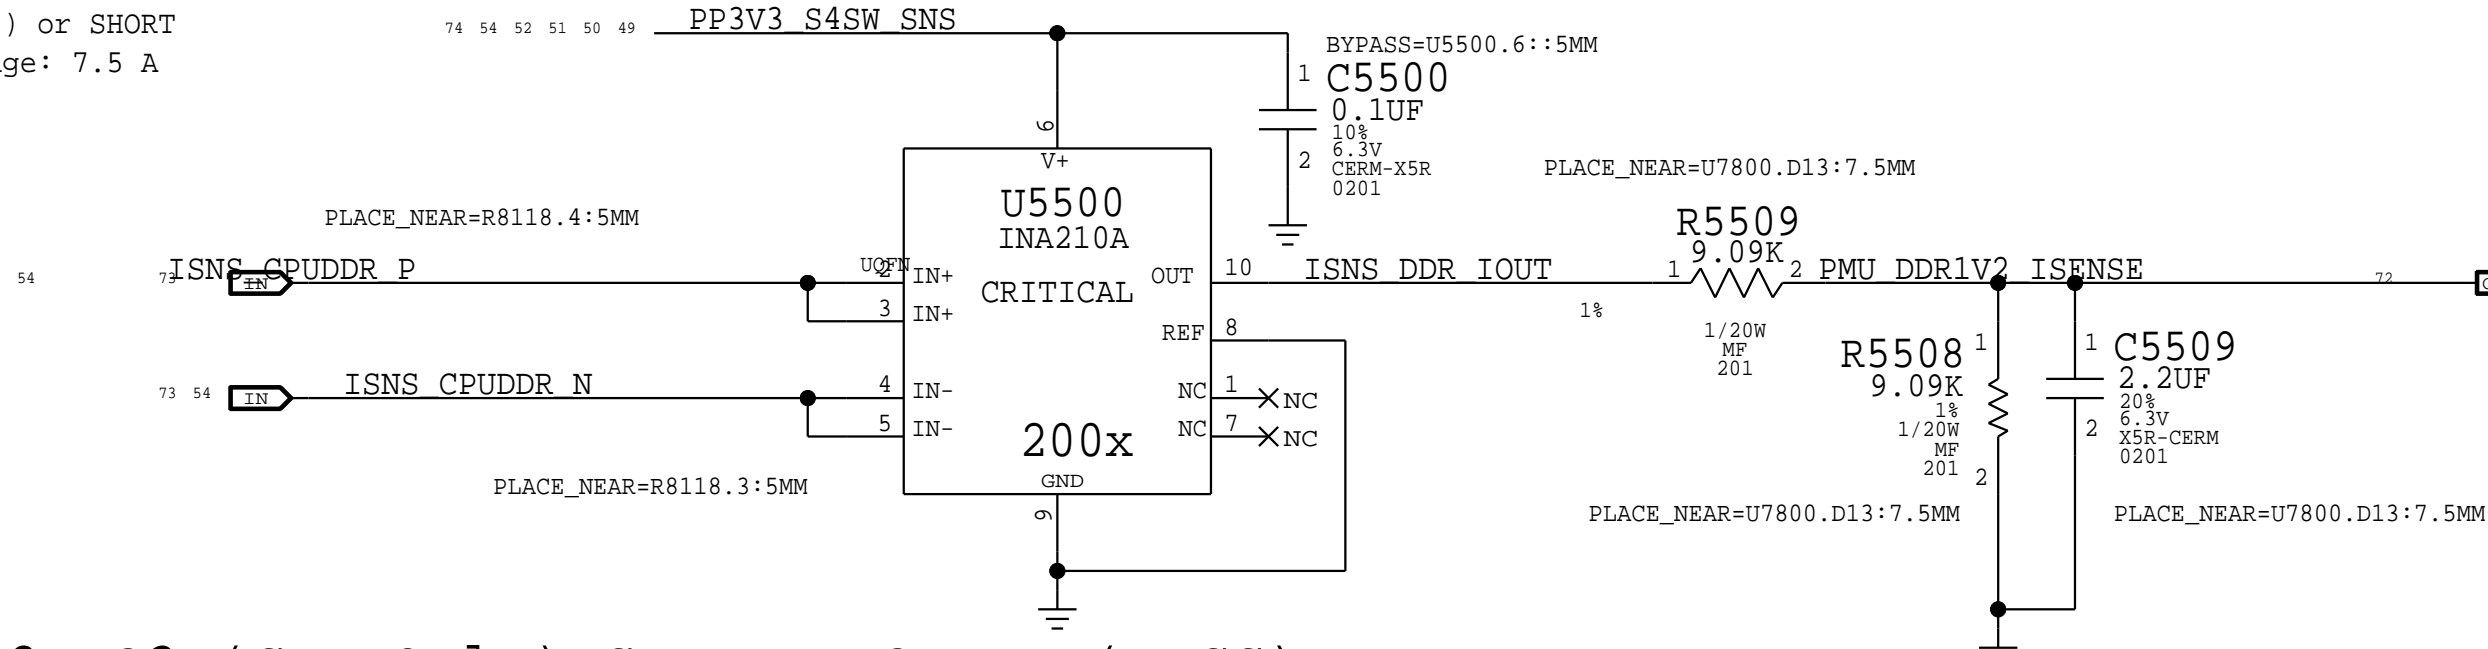 ) or SHORT
ge: 7.5 A
74 54 52 51 50 49
PP3V3_S4SW_SNS
BYPASS=U5500.6::5MM
1
C5500
0.1UF
10%
6.3V
CERM-X5R
0201
2
6
V+
U5500
INA210A
CRITICAL
200x
GND
9
UQFN
PLACE_NEAR=R8118.4:5MM
54
73
ISNS_CPUDDR_P
IN
2 IN+
3 IN+
73 54
IN
ISNS_CPUDDR_N
4 IN-
5 IN-
PLACE_NEAR=R8118.3:5MM
OUT 10
ISNS_DDR_IOUT
REF 8
NC 1 NC
NC 7 NC
PLACE_NEAR=U7800.D13:7.5MM
R5509
9.09K
1 2
1%
1/20W
MF
201
PMU_DDR1V2_ISENSE
72
R5508
9.09K
1%
1/20W
MF
201
1
2
PLACE_NEAR=U7800.D13:7.5MM
1
C5509
2.2UF
20%
6.3V
X5R-CERM
0201
2
PLACE_NEAR=U7800.D13:7.5MM